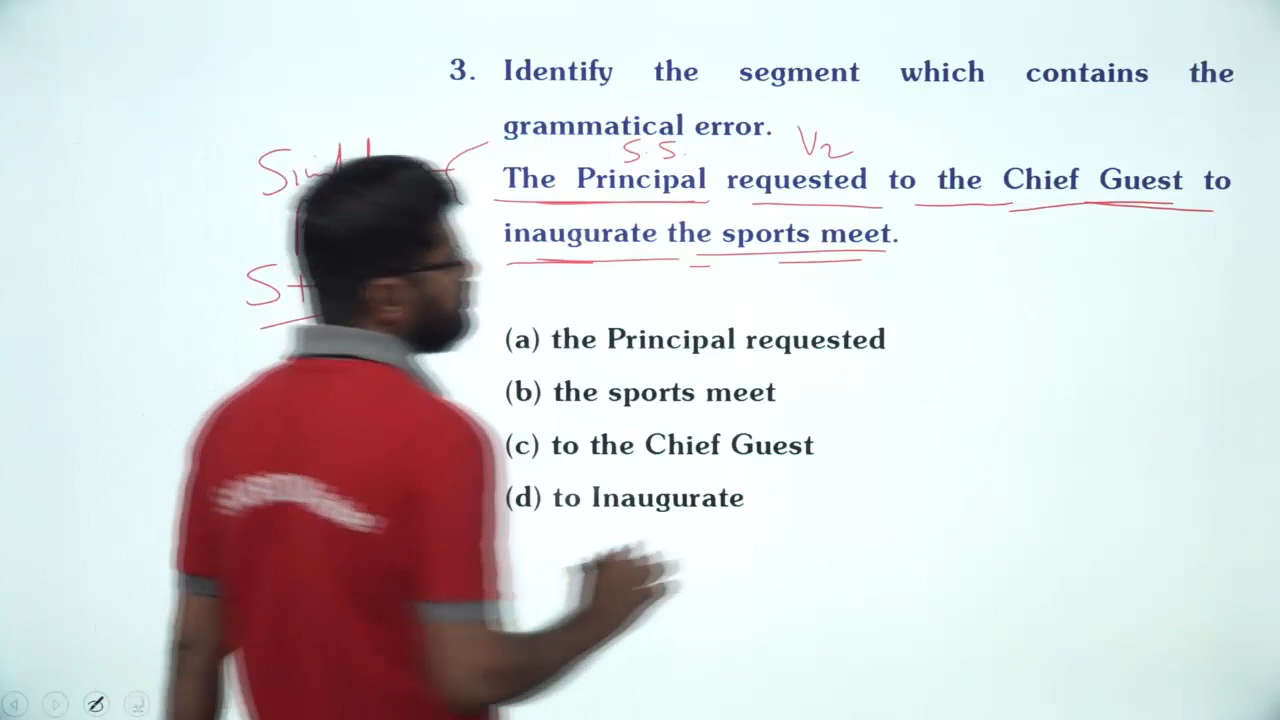 3. Identify the segment which contains the
grammatical error.
S.S. V2
The Principal requested to the Chief Guest to
inaugurate the sports meet.
S+
(a) the Principal requested
(b) the sports meet
(c) to the Chief Guest
(d) to Inaugurate